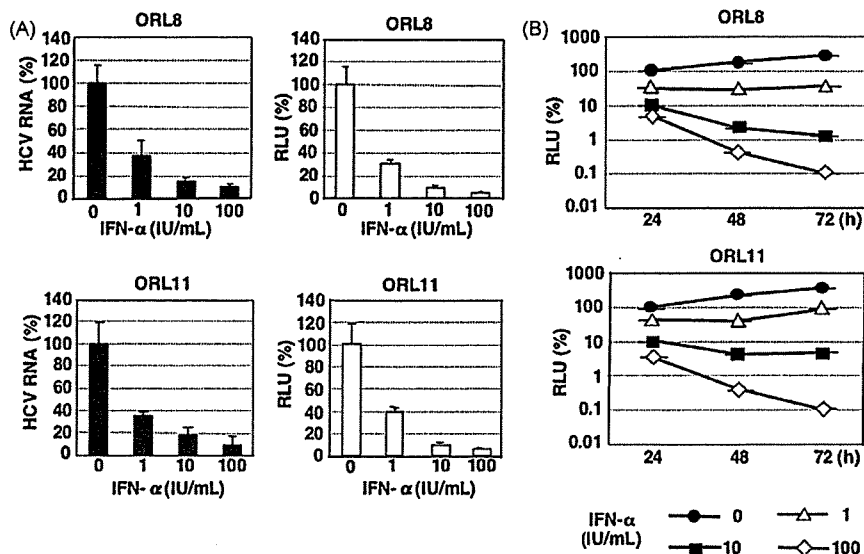 (A)
ORL8
HCV RNA (%)
140
120
100
80
60
40
20
0
0 1 10 100
IFN-α (IU/mL)
ORL8
RLU (%)
140
120
100
80
60
40
20
0
0 1 10 100
IFN-α (IU/mL)
(B)
ORL8
RLU (%)
1000
100
10
1
0.1
0.01
24 48 72 (h)
ORL11
HCV RNA (%)
140
120
100
80
60
40
20
0
0 1 10 100
IFN- α (IU/mL)
ORL11
RLU (%)
140
120
100
80
60
40
20
0
0 1 10 100
IFN- α (IU/mL)
ORL11
RLU (%)
1000
100
10
1
0.1
0.01
24 48 72 (h)
IFN-α
(IU/mL)
0 1
10 100